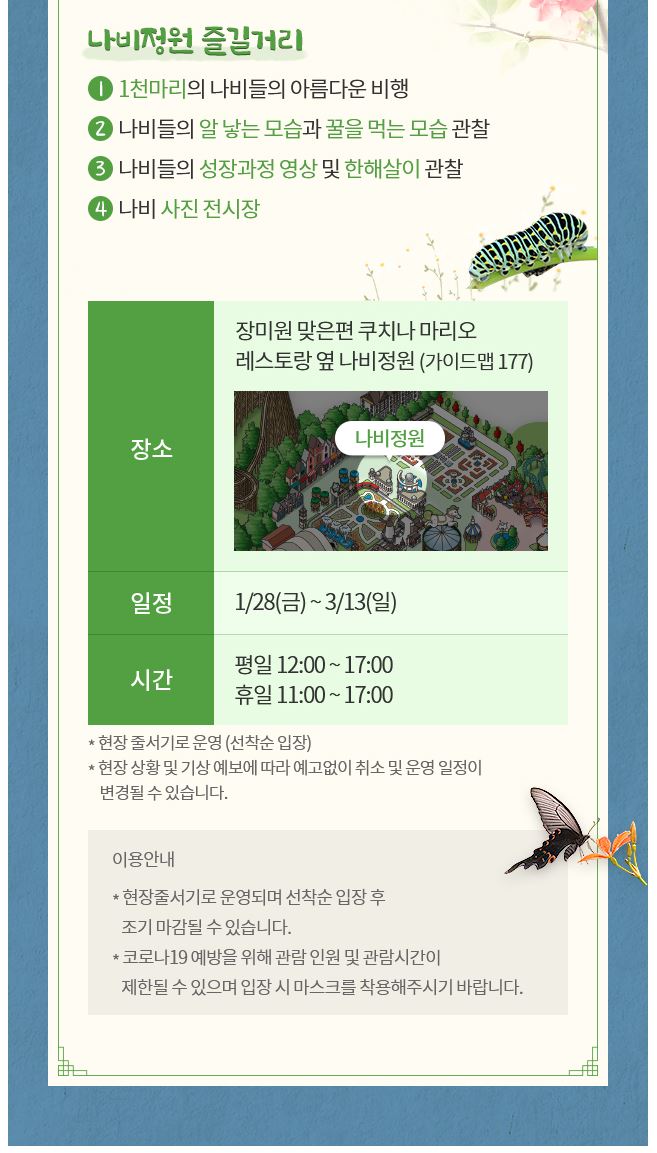 나비정원 즐길거리
1 1천마리의 나비들의 아름다운 비행
2 나비들의 알 낳는 모습과 꿀을 먹는 모습 관찰
3 나비들의 성장과정 영상 및 한해살이 관찰
4 나비 사진 전시장
장소
장미원 맞은편 쿠치나 마리오
레스토랑 옆 나비정원 (가이드맵 177)
나비정원
일정
1/28(금) ~ 3/13(일)
시간
평일 12:00 ~ 17:00
휴일 11:00 ~ 17:00
* 현장 줄서기로 운영 (선착순 입장)
* 현장 상황 및 기상 예보에 따라 예고없이 취소 및 운영 일정이
변경될 수 있습니다.
이용안내
* 현장줄서기로 운영되며 선착순 입장 후
조기 마감될 수 있습니다.
* 코로나19 예방을 위해 관람 인원 및 관람시간이
제한될 수 있으며 입장 시 마스크를 착용해주시기 바랍니다.